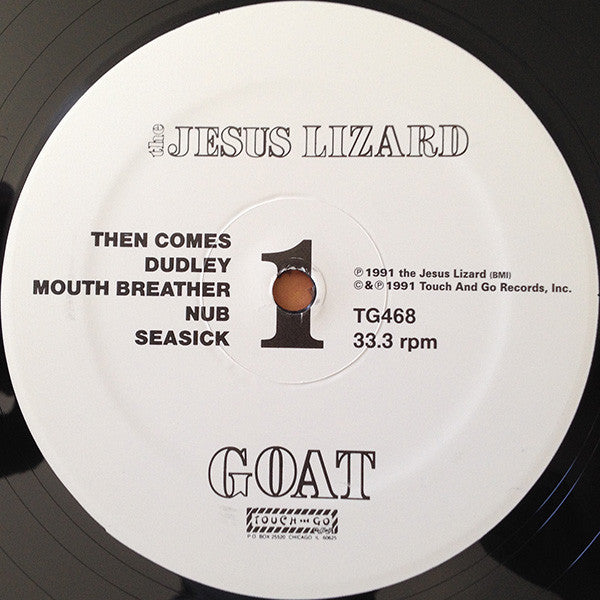 the JESUS LIZARD
THEN COMES
DUDLEY
MOUTH BREATHER
NUB
SEASICK
1
℗ 1991 the Jesus Lizard (BMI)
© & ℗ 1991 Touch And Go Records, Inc.
TG468
33.3 rpm
GOAT
TOUCH AND GO
P.O. BOX 25520 CHICAGO IL 60625